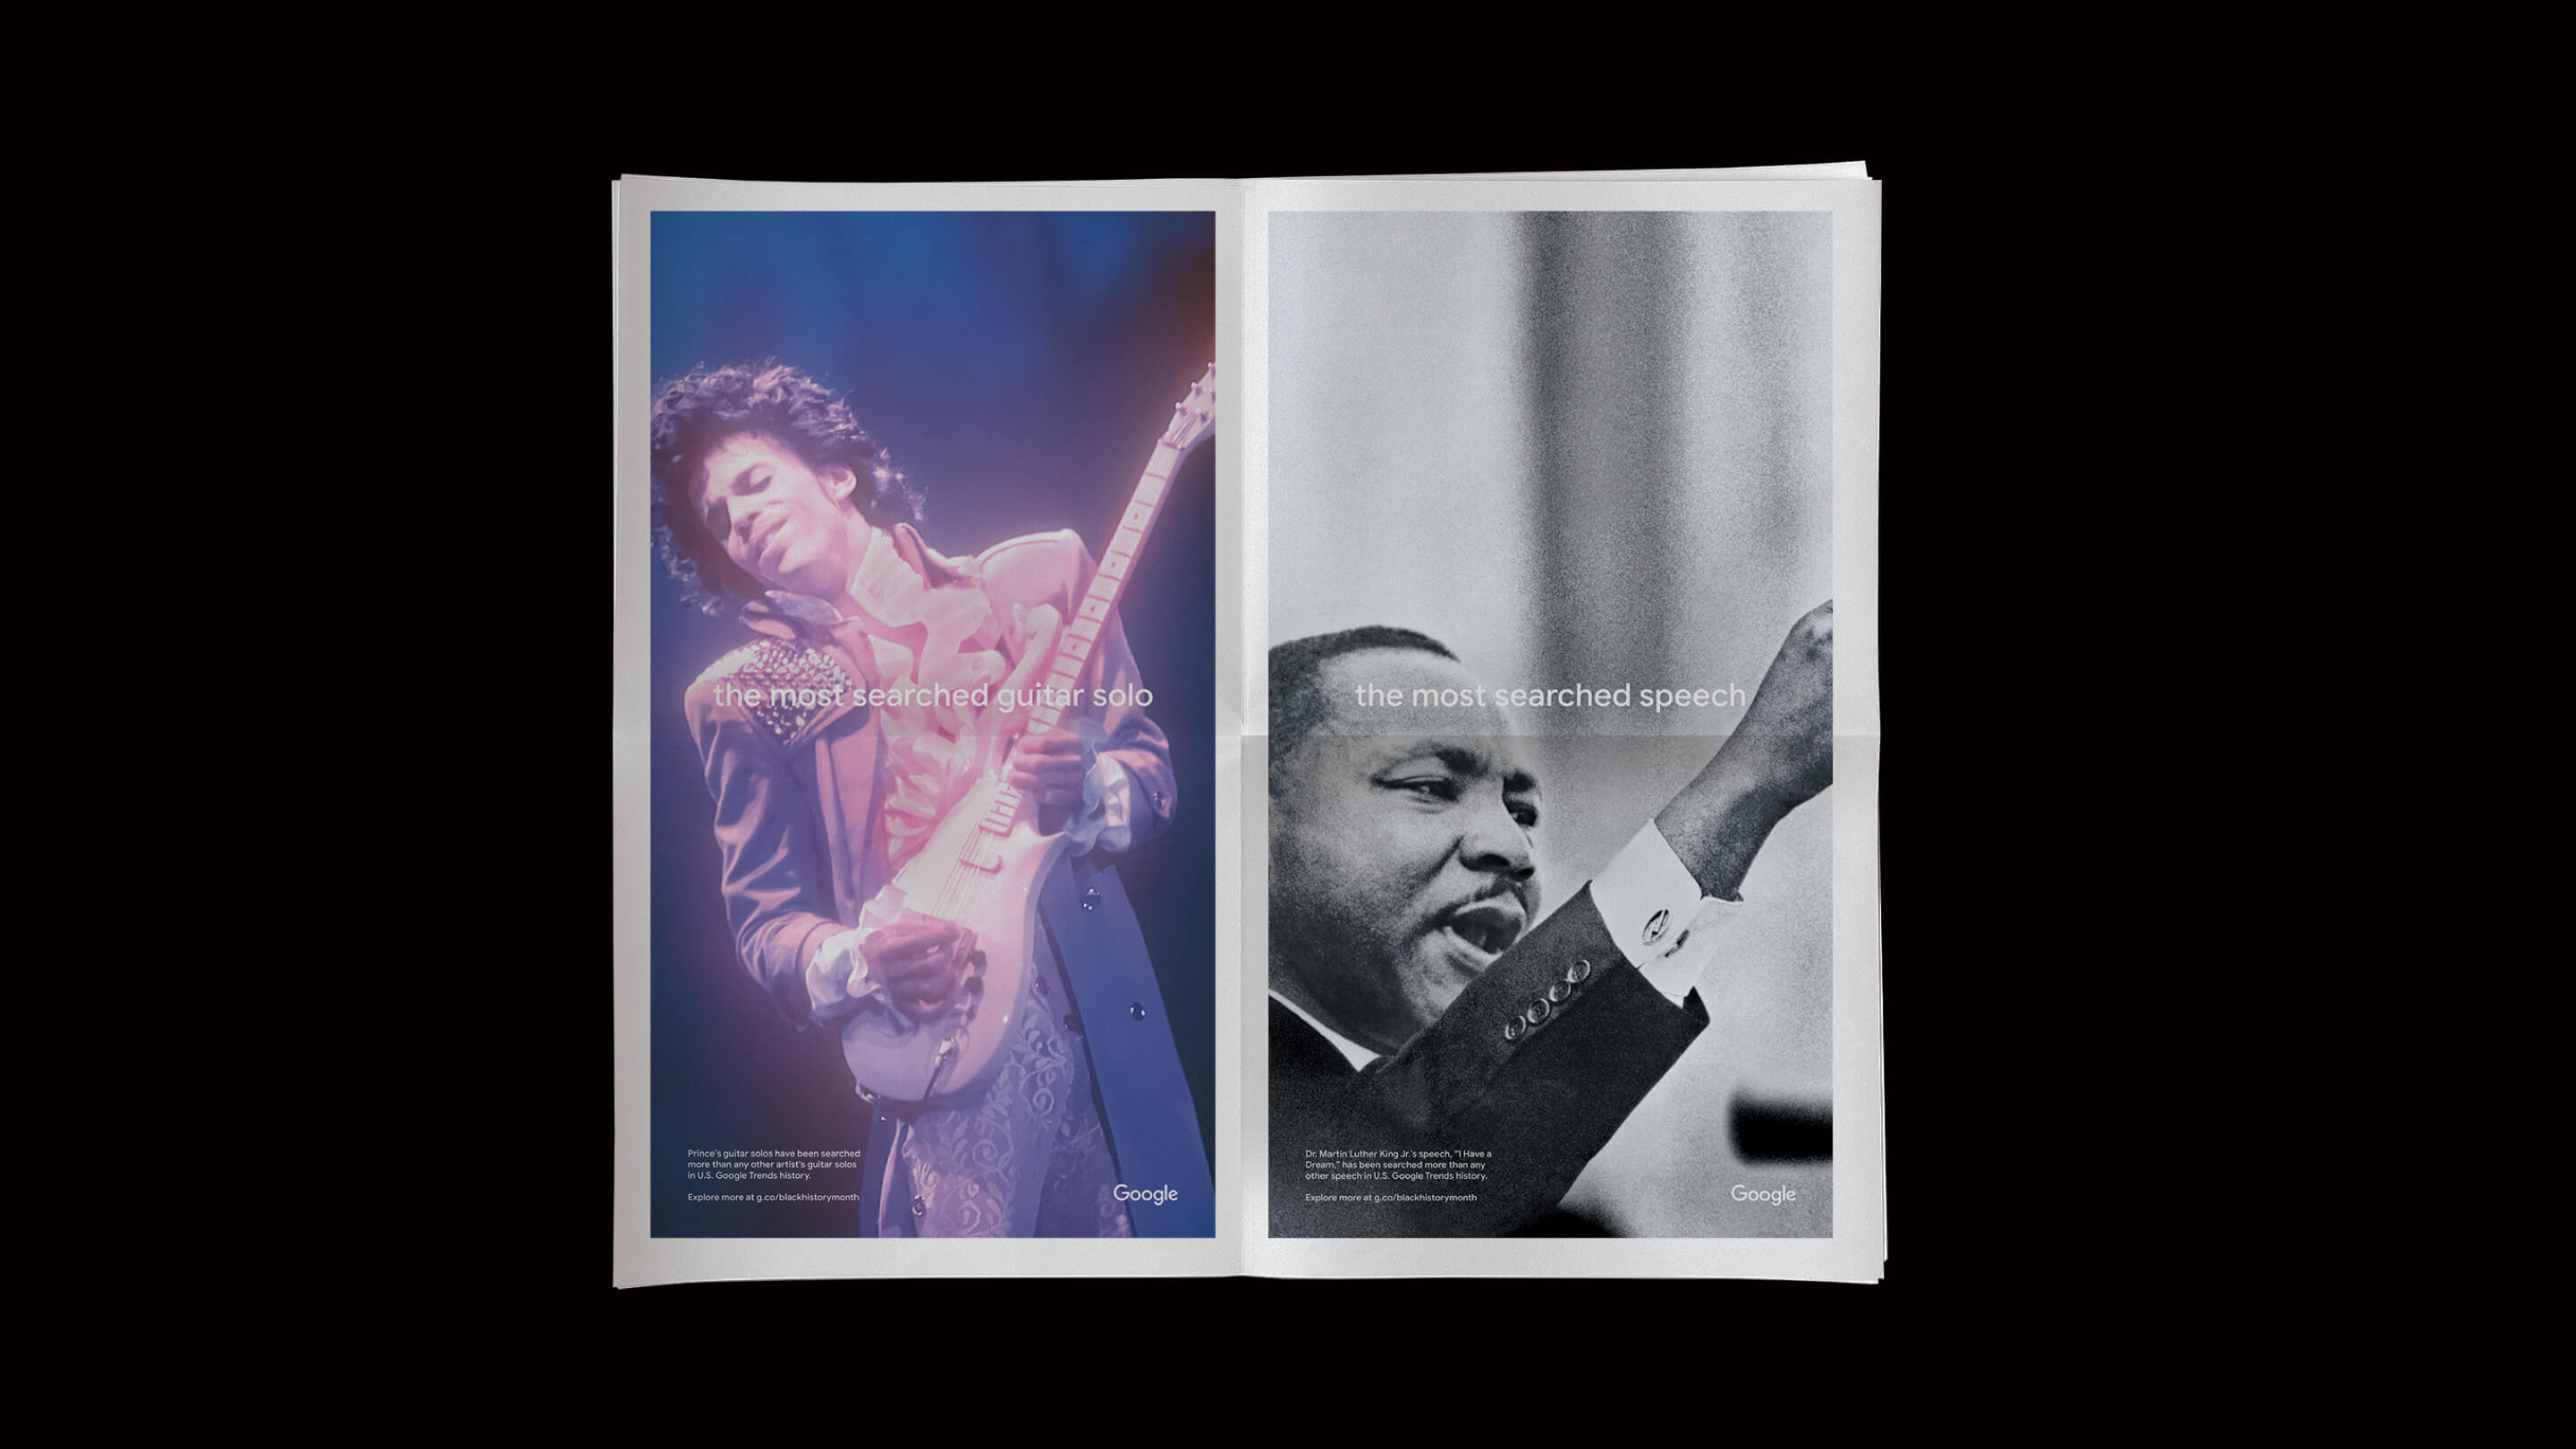 the most searched guitar solo
Prince's guitar solos have been searched
more than any other artist's guitar solos
in U.S. Google Trends history.
Explore more at g.co/blackhistorymonth
Google
the most searched speech
Dr. Martin Luther King Jr.'s speech, "I Have a
Dream," has been searched more than any
other speech in U.S. Google Trends history.
Explore more at g.co/blackhistorymonth
Google